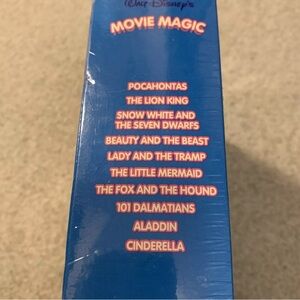 Walt Disney's
MOVIE MAGIC
POCAHONTAS
THE LION KING
SNOW WHITE AND
THE SEVEN DWARFS
BEAUTY AND THE BEAST
LADY AND THE TRAMP
THE LITTLE MERMAID
THE FOX AND THE HOUND
101 DALMATIANS
ALADDIN
CINDERELLA